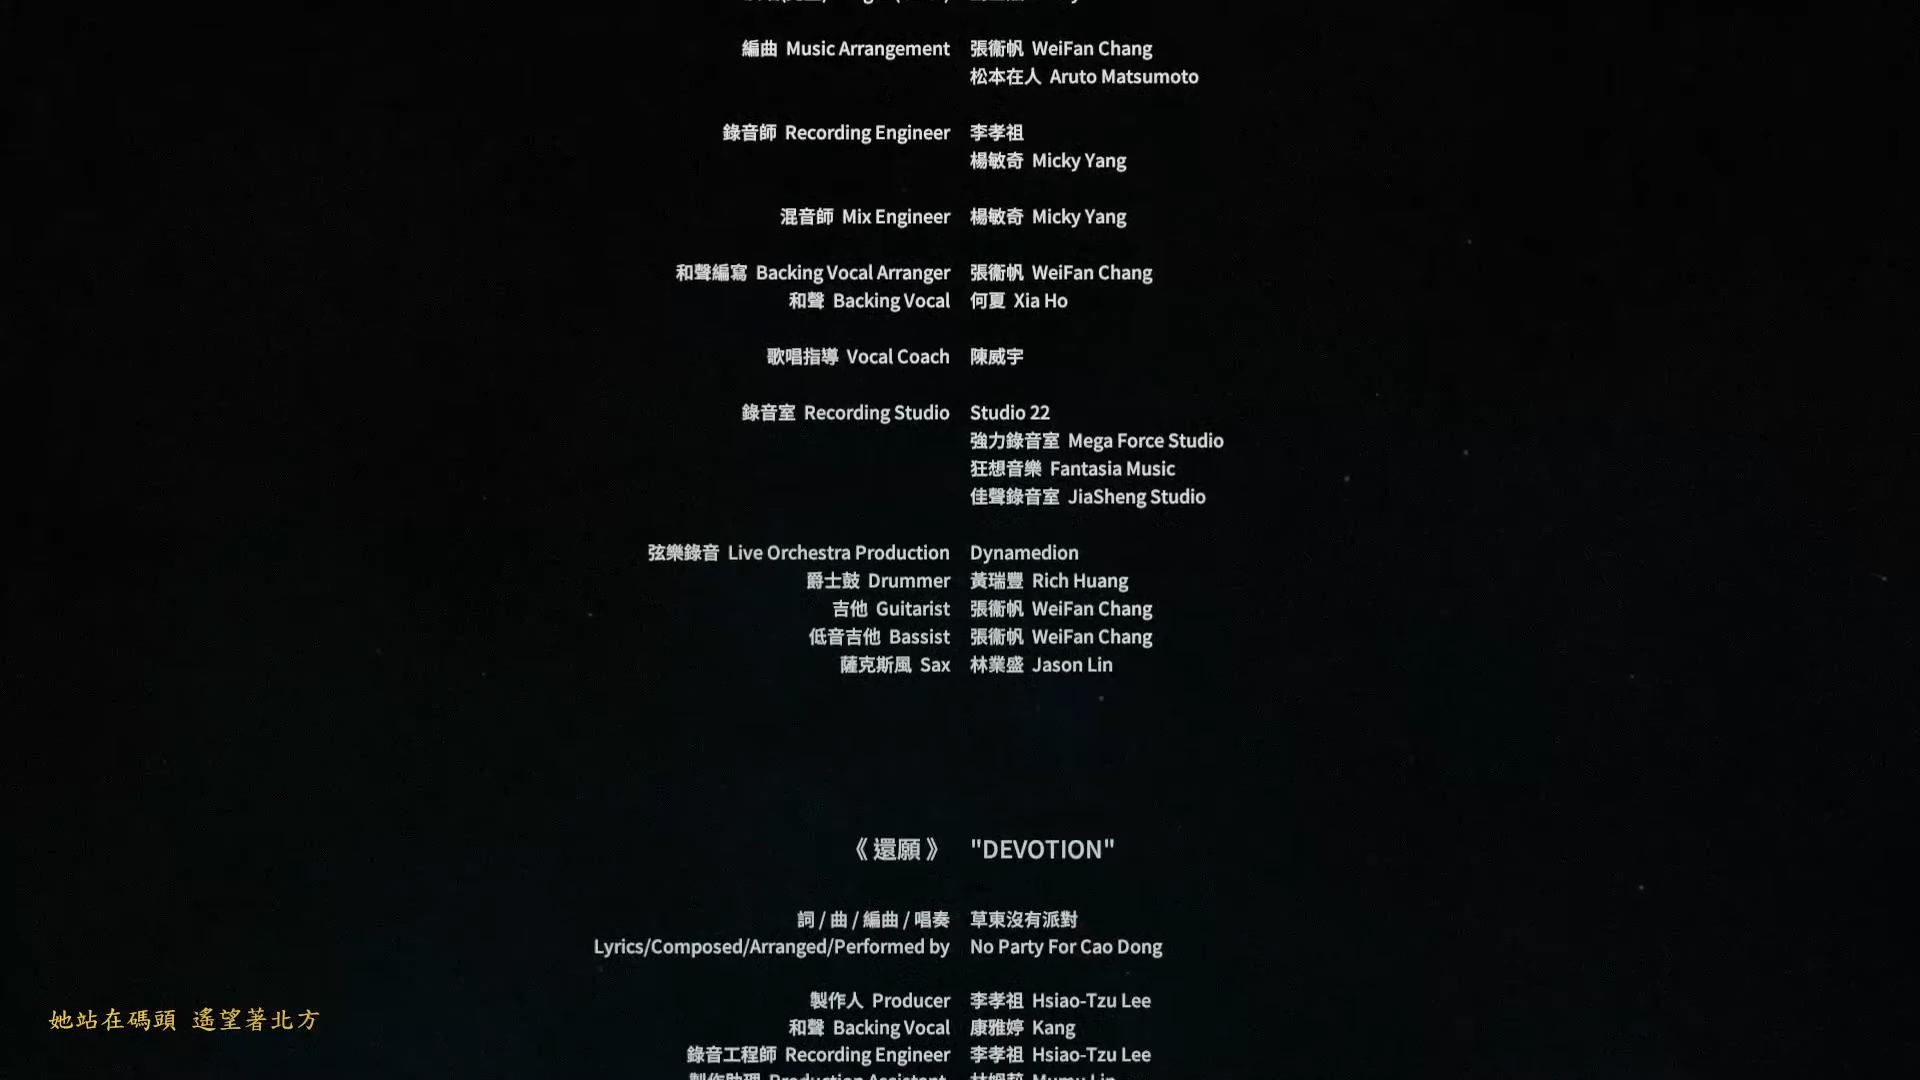 編曲 Music Arrangement 張衞帆 WeiFan Chang
松本在人 Aruto Matsumoto
錄音師 Recording Engineer 李孝祖
楊敏奇 Micky Yang
混音師 Mix Engineer 楊敏奇 Micky Yang
和聲編寫 Backing Vocal Arranger 張衞帆 WeiFan Chang
和聲 Backing Vocal 何夏 Xia Ho
歌唱指導 Vocal Coach 陳威宇
錄音室 Recording Studio Studio 22
強力錄音室 Mega Force Studio
狂想音樂 Fantasia Music
佳聲錄音室 JiaSheng Studio
弦樂錄音 Live Orchestra Production Dynamedion
爵士鼓 Drummer 黃瑞豐 Rich Huang
吉他 Guitarist 張衞帆 WeiFan Chang
低音吉他 Bassist 張衞帆 WeiFan Chang
薩克斯風 Sax 林業盛 Jason Lin
《還願》 "DEVOTION"
詞 / 曲 / 編曲 / 唱奏 草東沒有派對
Lyrics/Composed/Arranged/Performed by No Party For Cao Dong
製作人 Producer 李孝祖 Hsiao-Tzu Lee
和聲 Backing Vocal 康雅婷 Kang
錄音工程師 Recording Engineer 李孝祖 Hsiao-Tzu Lee
製作助理 Production Assistant
她站在碼頭 遙望著北方